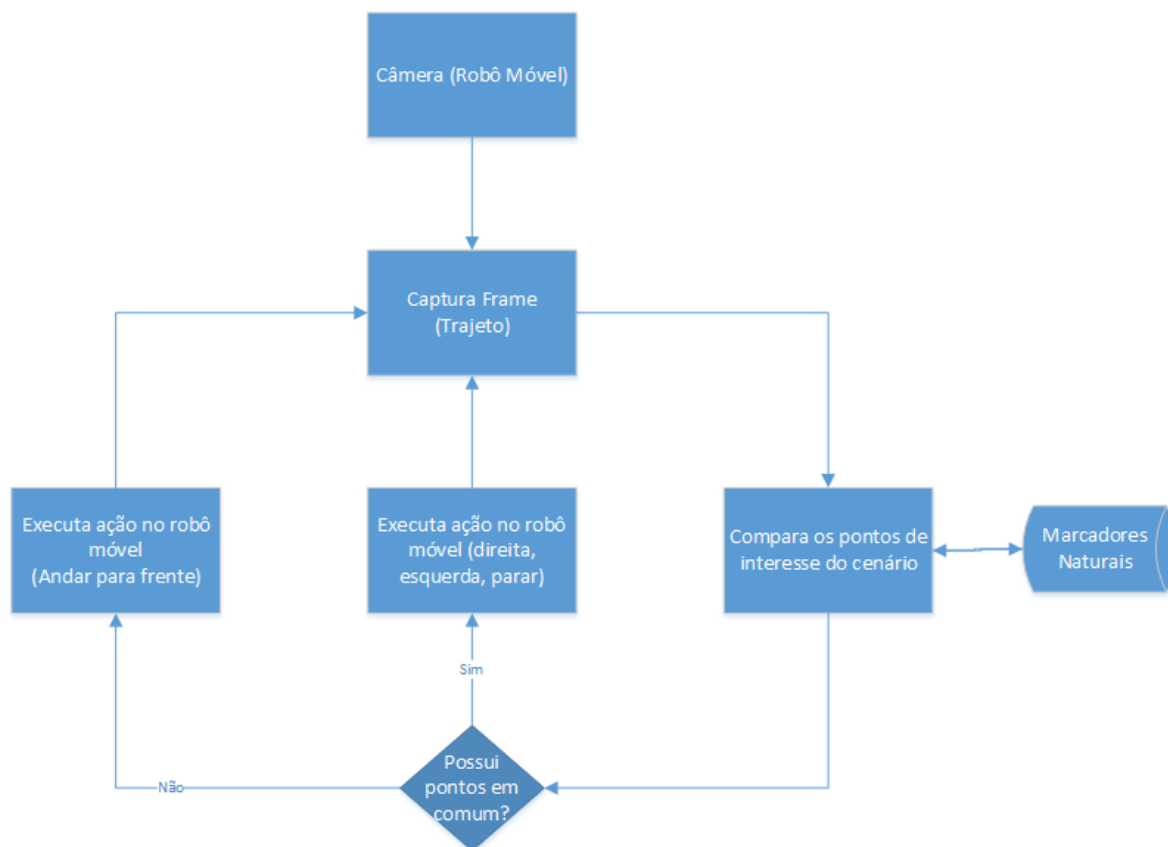 Câmera (Robô Móvel)
Captura Frame
(Trajeto)
Executa ação no robô
móvel
(Andar para frente)
Executa ação no robô
móvel (direita,
esquerda, parar)
Compara os pontos de
interesse do cenário
Marcadores
Naturais
Sim
Não
Possui
pontos em
comum?